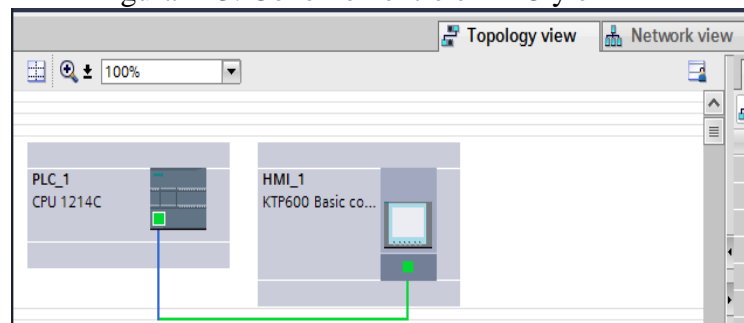 Topology view
Network view
100%
PLC_1
CPU 1214C
HMI_1
KTP600 Basic co...